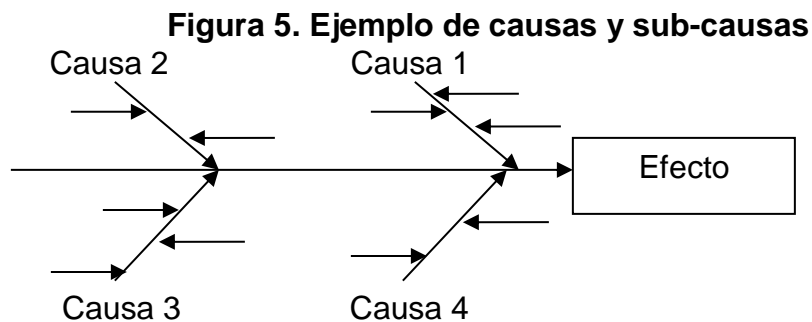 Figura 5. Ejemplo de causas y sub-causas
Causa 2
Causa 1
Efecto
Causa 3
Causa 4